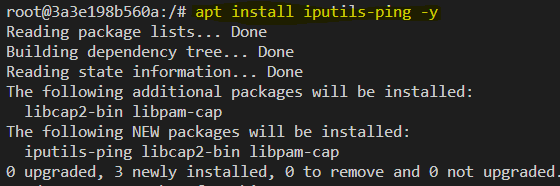 root@3a3e198b560a:/# apt install iputils-ping -y
Reading package lists... Done
Building dependency tree... Done
Reading state information... Done
The following additional packages will be installed:
  libcap2-bin libpam-cap
The following NEW packages will be installed:
  iputils-ping libcap2-bin libpam-cap
0 upgraded, 3 newly installed, 0 to remove and 0 not upgraded.